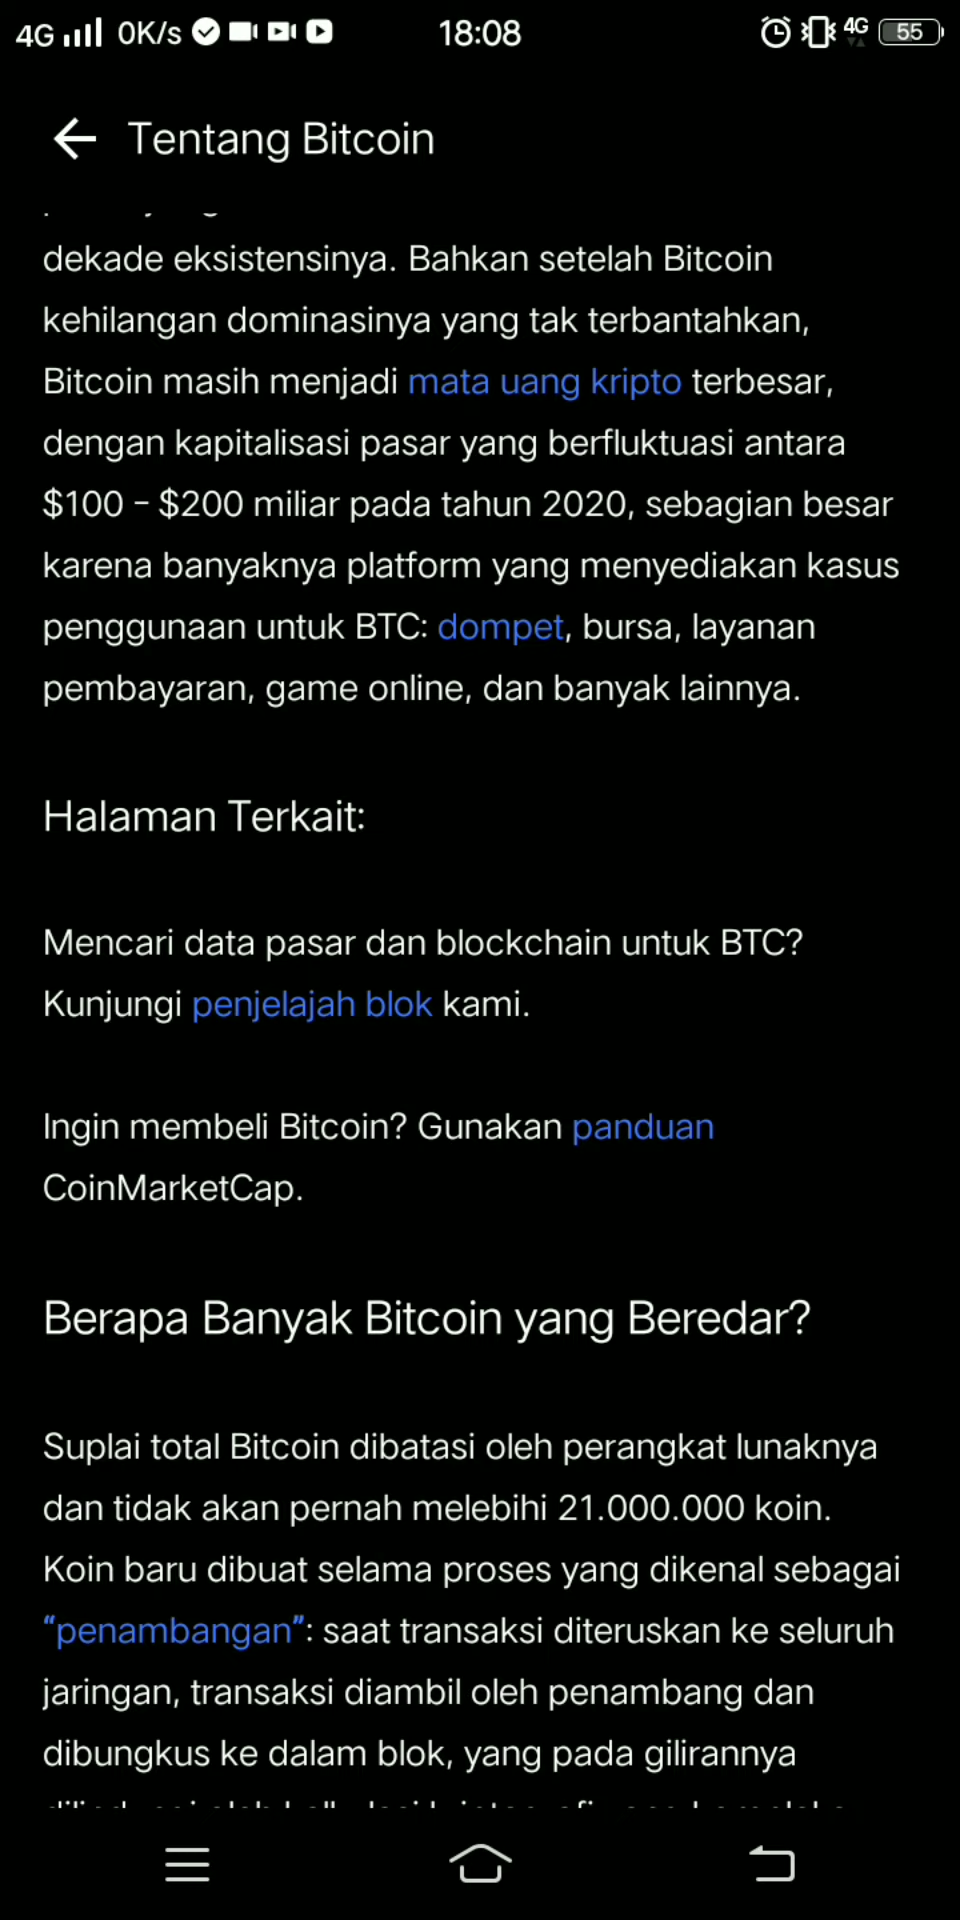 4G 0K/s 18:08 4G 55
Tentang Bitcoin
dekade eksistensinya. Bahkan setelah Bitcoin
kehilangan dominasinya yang tak terbantahkan,
Bitcoin masih menjadi mata uang kripto terbesar,
dengan kapitalisasi pasar yang berfluktuasi antara
$100 – $200 miliar pada tahun 2020, sebagian besar
karena banyaknya platform yang menyediakan kasus
penggunaan untuk BTC: dompet, bursa, layanan
pembayaran, game online, dan banyak lainnya.
Halaman Terkait:
Mencari data pasar dan blockchain untuk BTC?
Kunjungi penjelajah blok kami.
Ingin membeli Bitcoin? Gunakan panduan
CoinMarketCap.
Berapa Banyak Bitcoin yang Beredar?
Suplai total Bitcoin dibatasi oleh perangkat lunaknya
dan tidak akan pernah melebihi 21.000.000 koin.
Koin baru dibuat selama proses yang dikenal sebagai
“penambangan”: saat transaksi diteruskan ke seluruh
jaringan, transaksi diambil oleh penambang dan
dibungkus ke dalam blok, yang pada gilirannya